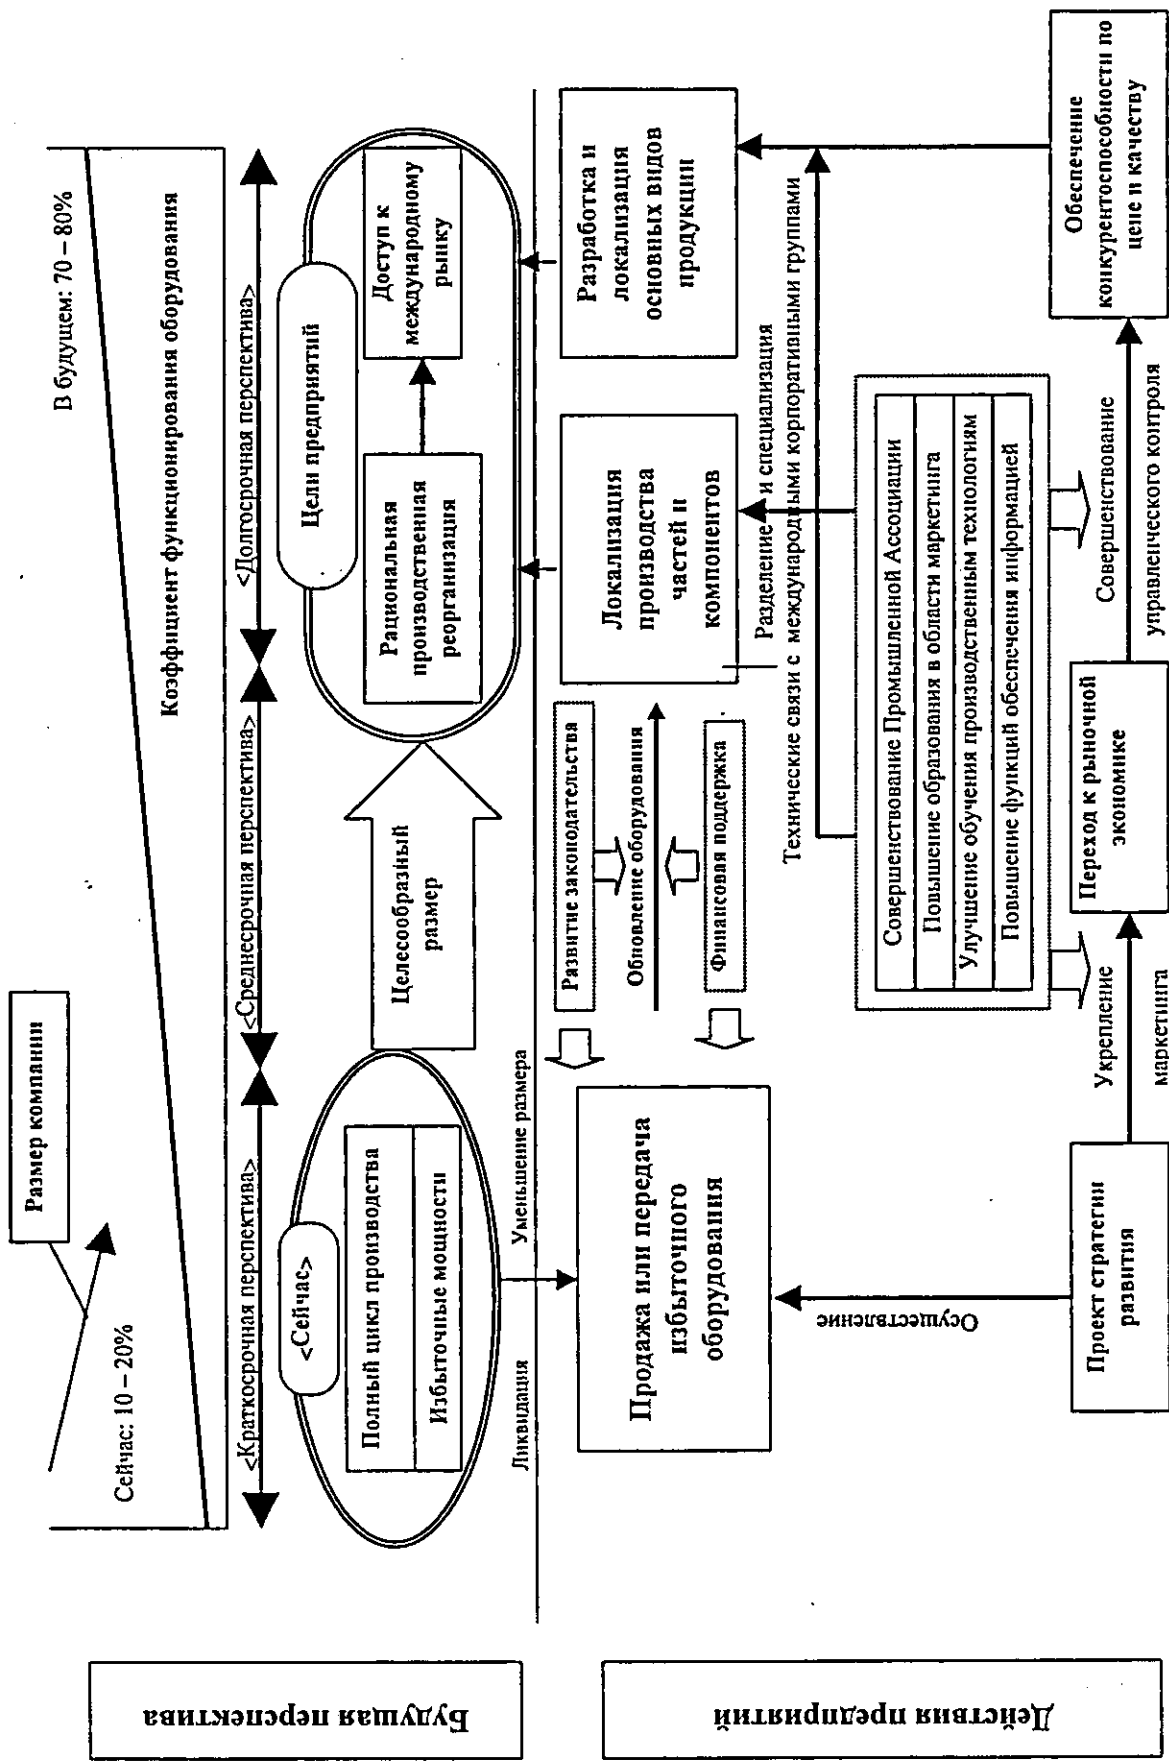 Размер компании
Сейчас: 10 – 20%
В будущем: 70 – 80%
Коэффициент функционирования оборудования
<Краткосрочная перспектива>
<Среднесрочная перспектива>
<Долгосрочная перспектива>
Будущая перспектива
<Сейчас>
Полный цикл производства
Избыточные мощности
Целесообразный
размер
Цели предприятий
Рациональная
производственная
реорганизация
Доступ к
международному
рынку
Ликвидация
Уменьшение размера
Действия предприятий
Продажа или передача
избыточного
оборудования
Развитие законодательства
Обновление оборудования
Финансовая поддержка
Локализация
производства
частей и
компонентов
Разработка и
локализация
основных видов
продукции
Разделение и специализация
Технические связи с международными корпоративными группами
Осуществление
Совершенствование Промышленной Ассоциации
Повышение образования в области маркетинга
Улучшение обучения производственным технологиям
Повышение функций обеспечения информацией
Проект стратегии
развития
Укрепление
маркетинга
Переход к рыночной
экономике
Совершенствование
управленческого контроля
Обеспечение
конкурентоспособности по
цене и качеству